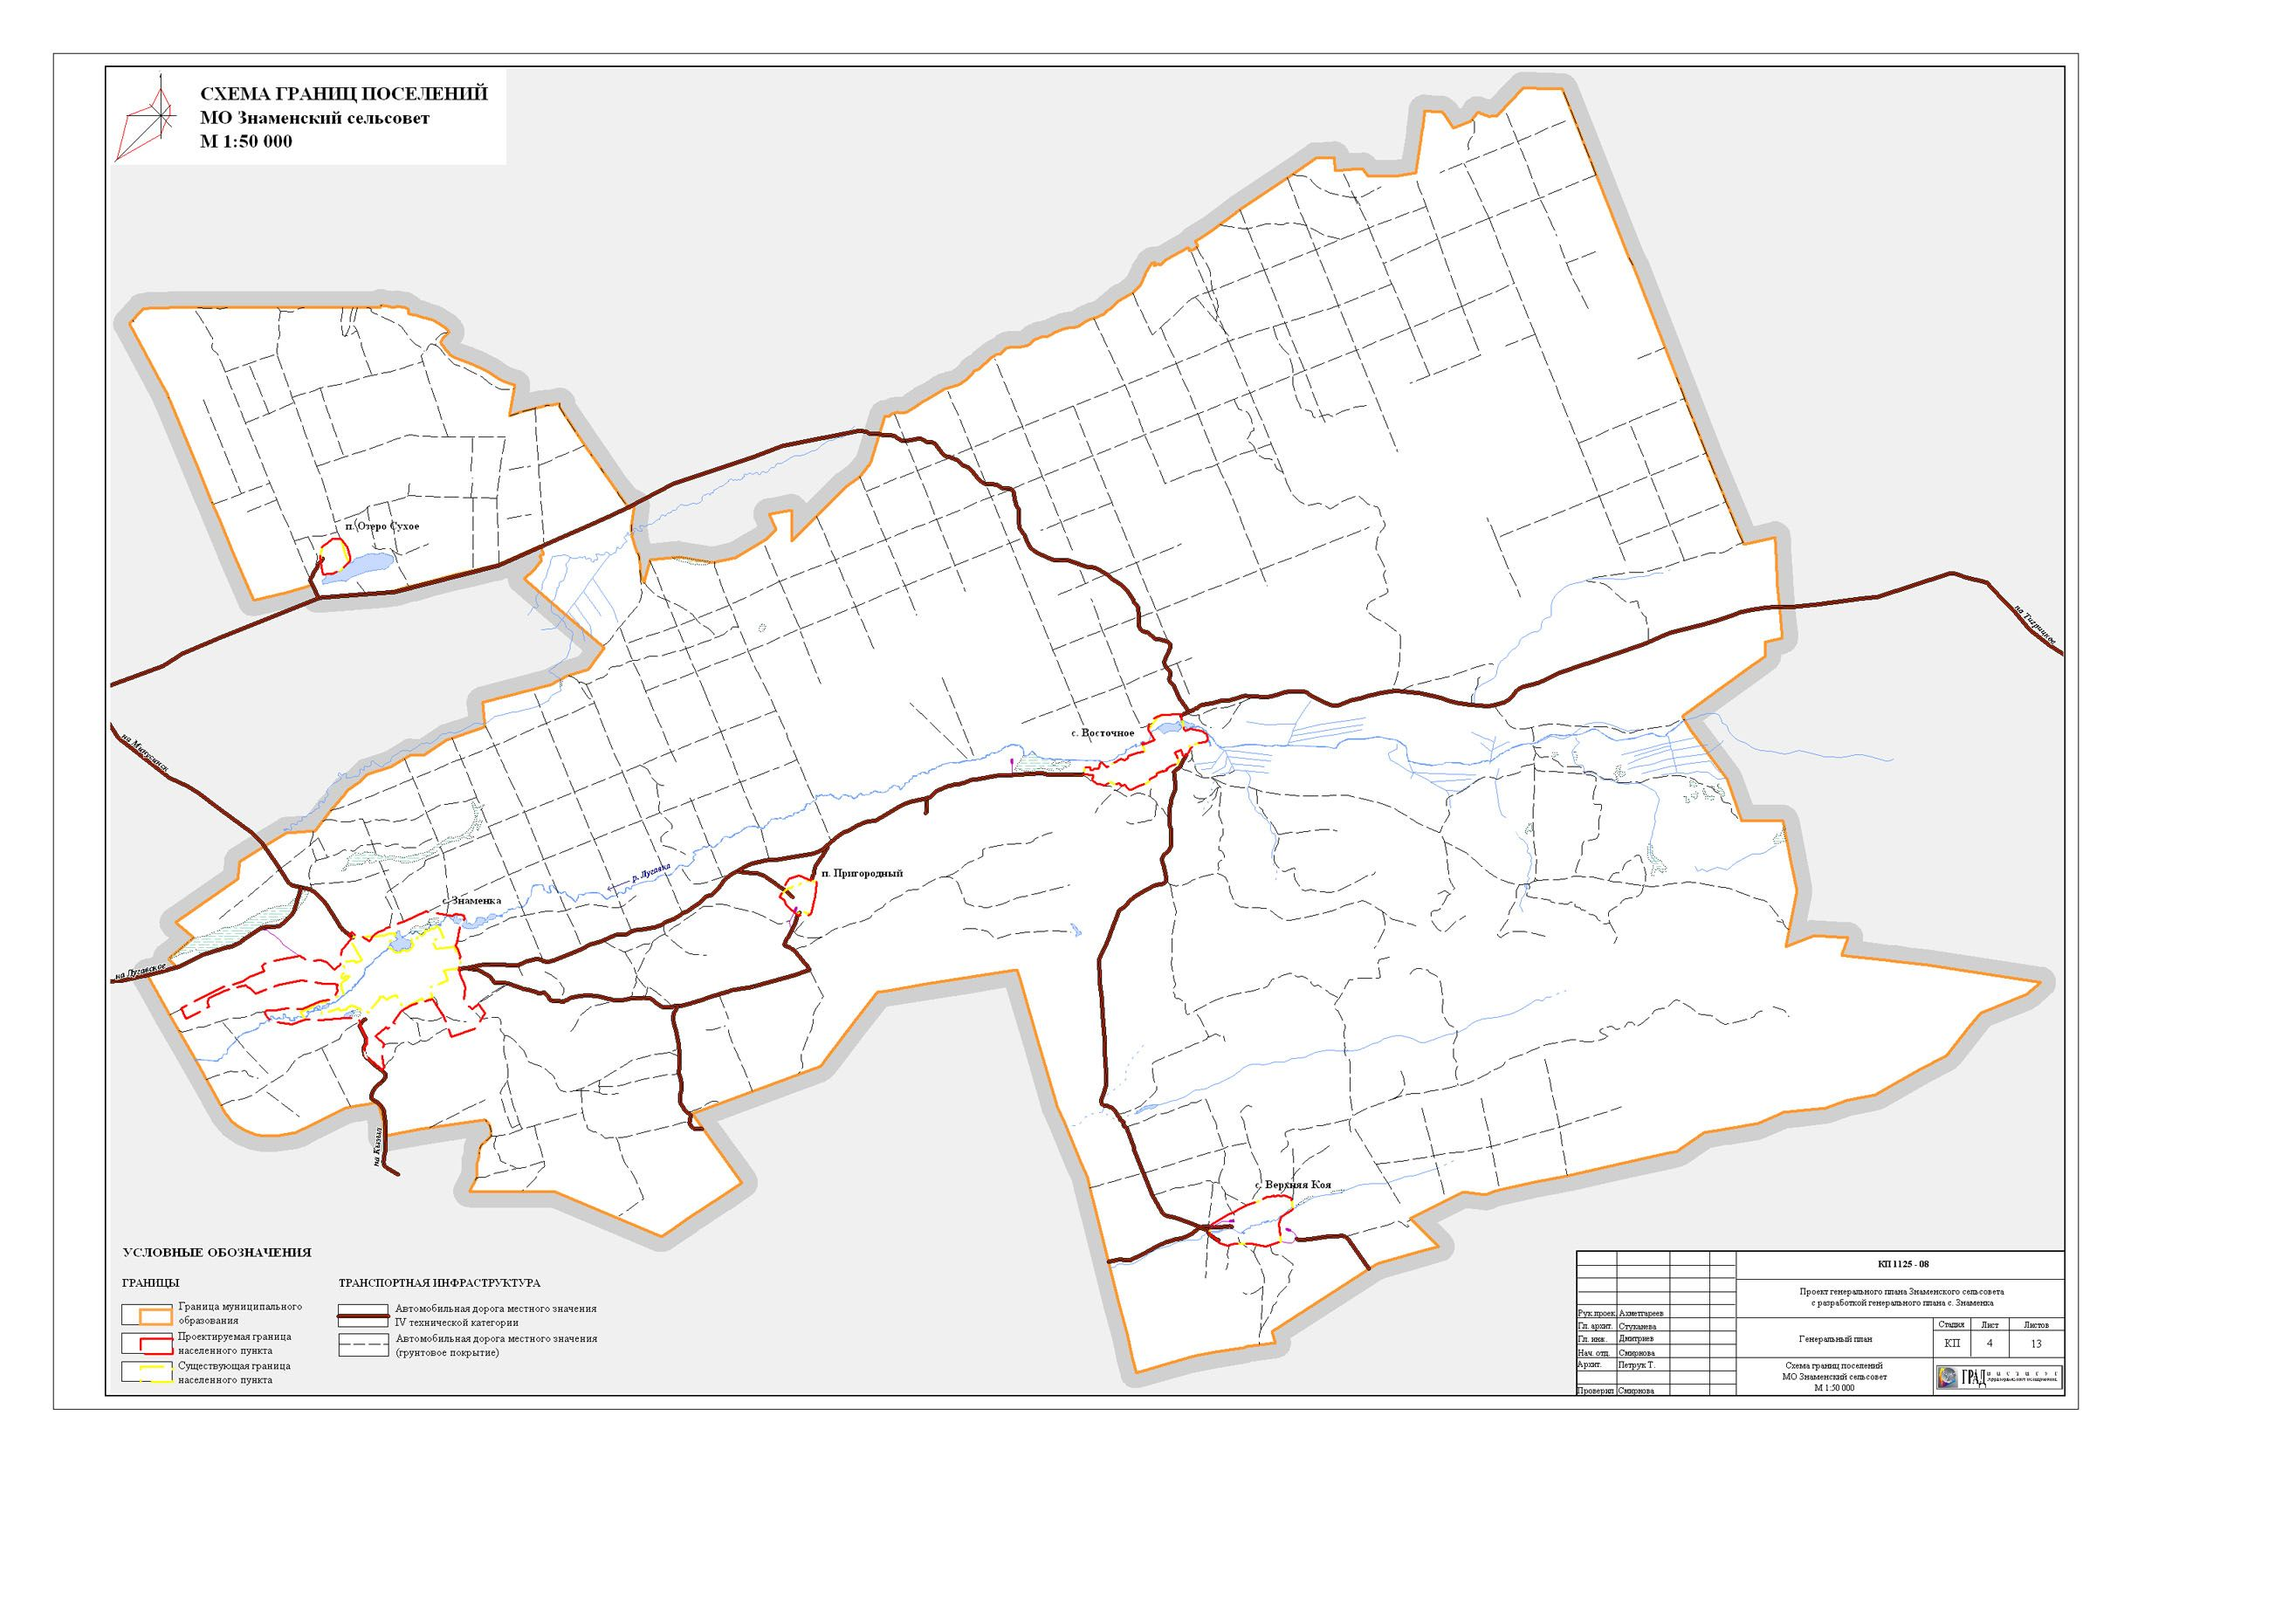 СХЕМА ГРАНИЦ ПОСЕЛЕНИЙ
МО Знаменский сельсовет
М 1:50 000
п. Озеро Сухое
на Тигрицкое
с. Восточное
на Минусинск
р. Лугавка
п. Пригородный
с. Знаменка
на Лугавское
на Кызыл
с. Верхняя Коя
УСЛОВНЫЕ ОБОЗНАЧЕНИЯ
ГРАНИЦЫ
Граница муниципального
образования
Проектируемая граница
населенного пункта
Существующая граница
населенного пункта
ТРАНСПОРТНАЯ ИНФРАСТРУКТУРА
Автомобильная дорога местного значения
IV технической категории
Автомобильная дорога местного значения
(грунтовое покрытие)
КП 1125 - 08
Проект генерального плана Знаменского сельсовета
с разработкой генерального плана с. Знаменка
Рук.проек. Ахметгареев
Гл. архит. Стуканева
Гл. инж. Дмитриев
Нач. отд. Смирнова
Архит. Петрук Т.
Проверил Смирнова
Генеральный план
Стадия Лист Листов
КП 4 13
Схема границ поселений
МО Знаменский сельсовет
М 1:50 000
ГРАД